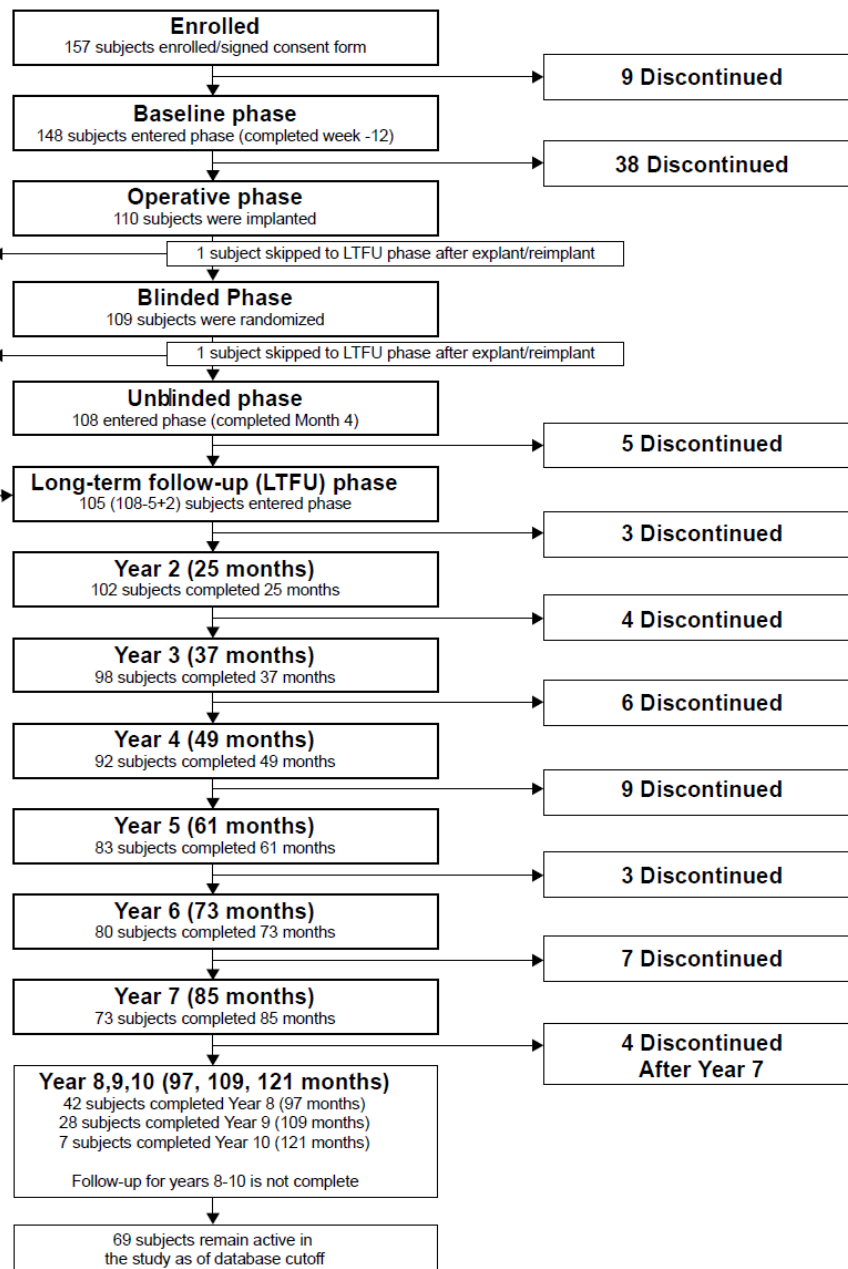 Enrolled
157 subjects enrolled/signed consent form
9 Discontinued
Baseline phase
148 subjects entered phase (completed week -12)
38 Discontinued
Operative phase
110 subjects were implanted
1 subject skipped to LTFU phase after explant/reimplant
Blinded Phase
109 subjects were randomized
1 subject skipped to LTFU phase after explant/reimplant
Unblinded phase
108 entered phase (completed Month 4)
5 Discontinued
Long-term follow-up (LTFU) phase
105 (108-5+2) subjects entered phase
3 Discontinued
Year 2 (25 months)
102 subjects completed 25 months
4 Discontinued
Year 3 (37 months)
98 subjects completed 37 months
6 Discontinued
Year 4 (49 months)
92 subjects completed 49 months
9 Discontinued
Year 5 (61 months)
83 subjects completed 61 months
3 Discontinued
Year 6 (73 months)
80 subjects completed 73 months
7 Discontinued
Year 7 (85 months)
73 subjects completed 85 months
4 Discontinued
After Year 7
Year 8,9,10 (97, 109, 121 months)
42 subjects completed Year 8 (97 months)
28 subjects completed Year 9 (109 months)
7 subjects completed Year 10 (121 months)
Follow-up for years 8-10 is not complete
69 subjects remain active in
the study as of database cutoff